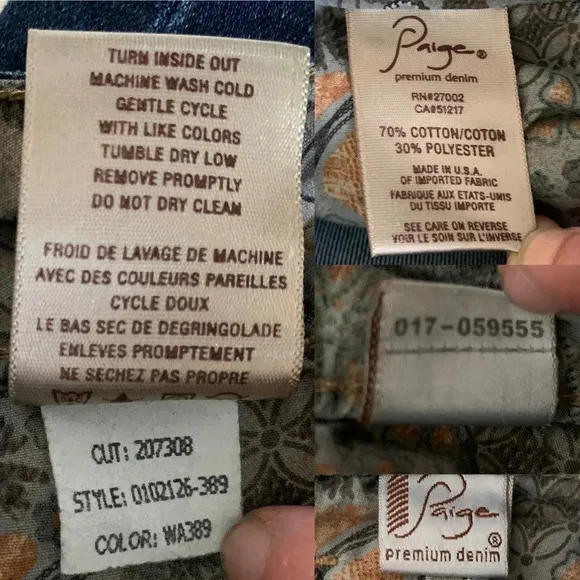 TURN INSIDE OUT
MACHINE WASH COLD
GENTLE CYCLE
WITH LIKE COLORS
TUMBLE DRY LOW
REMOVE PROMPTLY
DO NOT DRY CLEAN
FROID DE LAVAGE DE MACHINE
AVEC DES COULEURS PAREILLES
CYCLE DOUX
LE BAS SEC DE DEGRINGOLADE
ENLEVES PROMPTEMENT
NE SECHEZ PAS PROPRE
CUT: 207308
STYLE: 0102126-389
COLOR: WA389
Paige®
premium denim
RN#27002
CA#51217
70% COTTON/COTON
30% POLYESTER
MADE IN U.S.A.
OF IMPORTED FABRIC
FABRIQUE AUX ETATS-UNIS
DU TISSU IMPORTE
SEE CARE ON REVERSE
VOIR LE SOIN SUR L'INVERSE
017-059555
Paige®
premium denim